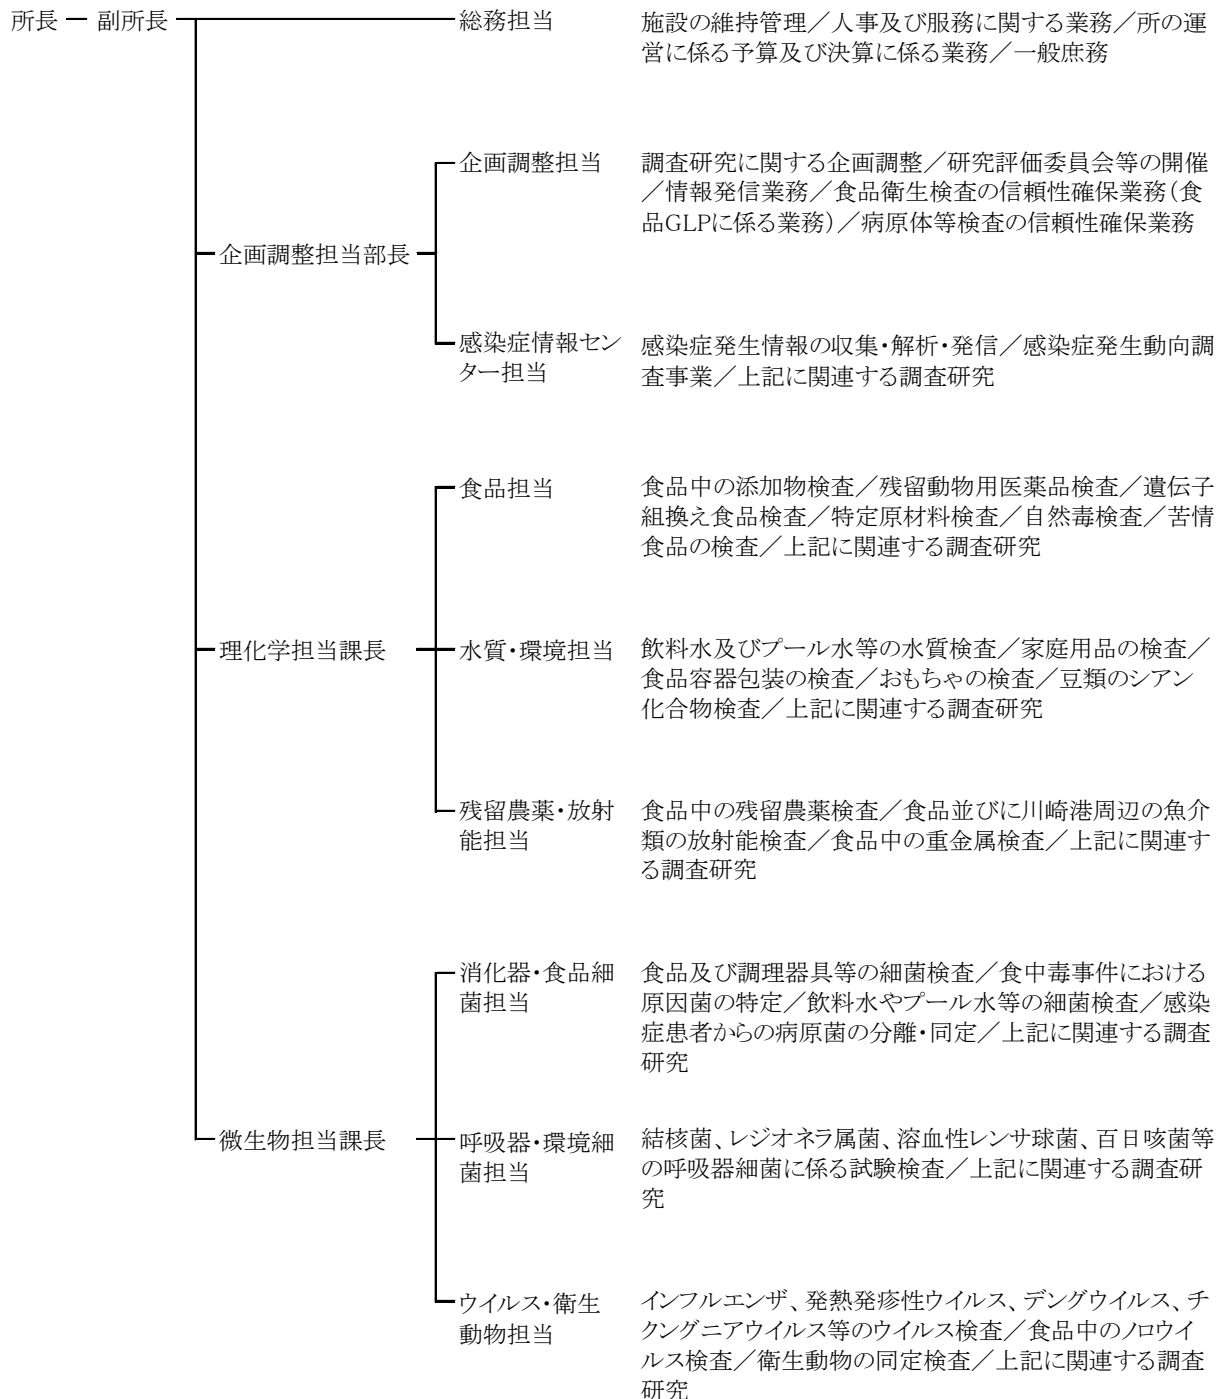 所長 ー 副所長
総務担当
施設の維持管理／人事及び服務に関する業務／所の運
営に係る予算及び決算に係る業務／一般庶務
企画調整担当部長
企画調整担当
調査研究に関する企画調整／研究評価委員会等の開催
／情報発信業務／食品衛生検査の信頼性確保業務（食
品GLPに係る業務）／病原体等検査の信頼性確保業務
感染症情報セン
ター担当
感染症発生情報の収集・解析・発信／感染症発生動向調
査事業／上記に関連する調査研究
理化学担当課長
食品担当
食品中の添加物検査／残留動物用医薬品検査／遺伝子
組換え食品検査／特定原材料検査／自然毒検査／苦情
食品の検査／上記に関連する調査研究
水質・環境担当
飲料水及びプール水等の水質検査／家庭用品の検査／
食品容器包装の検査／おもちゃの検査／豆類のシアン
化合物検査／上記に関連する調査研究
残留農薬・放射
能担当
食品中の残留農薬検査／食品並びに川崎港周辺の魚介
類の放射能検査／食品中の重金属検査／上記に関連す
る調査研究
微生物担当課長
消化器・食品細
菌担当
食品及び調理器具等の細菌検査／食中毒事件における
原因菌の特定／飲料水やプール水等の細菌検査／感染
症患者からの病原菌の分離・同定／上記に関連する調査
研究
呼吸器・環境細
菌担当
結核菌、レジオネラ属菌、溶血性レンサ球菌、百日咳菌等
の呼吸器細菌に係る試験検査／上記に関連する調査研
究
ウイルス・衛生
動物担当
インフルエンザ、発熱発疹性ウイルス、デングウイルス、チ
クングニアウイルス等のウイルス検査／食品中のノロウイ
ルス検査／衛生動物の同定検査／上記に関連する調査
研究